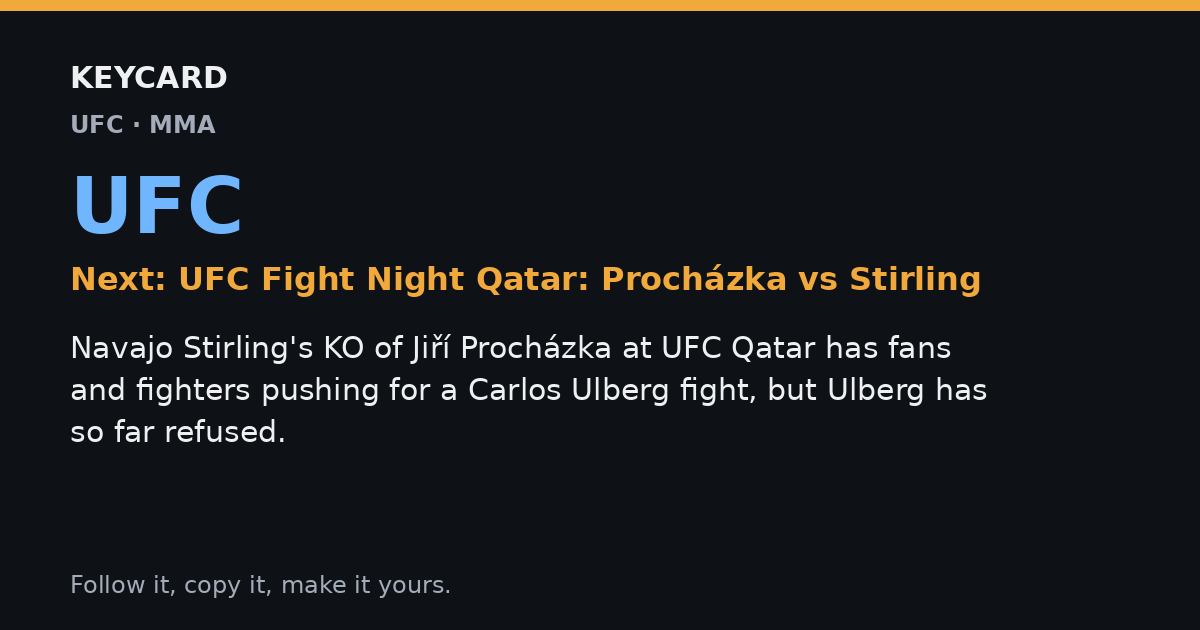 KEYCARD
UFC · MMA
UFC
Next: UFC Fight Night Qatar: Procházka vs Stirling
Navajo Stirling's KO of Jiří Procházka at UFC Qatar has fans
and fighters pushing for a Carlos Ulberg fight, but Ulberg has
so far refused.
Follow it, copy it, make it yours.